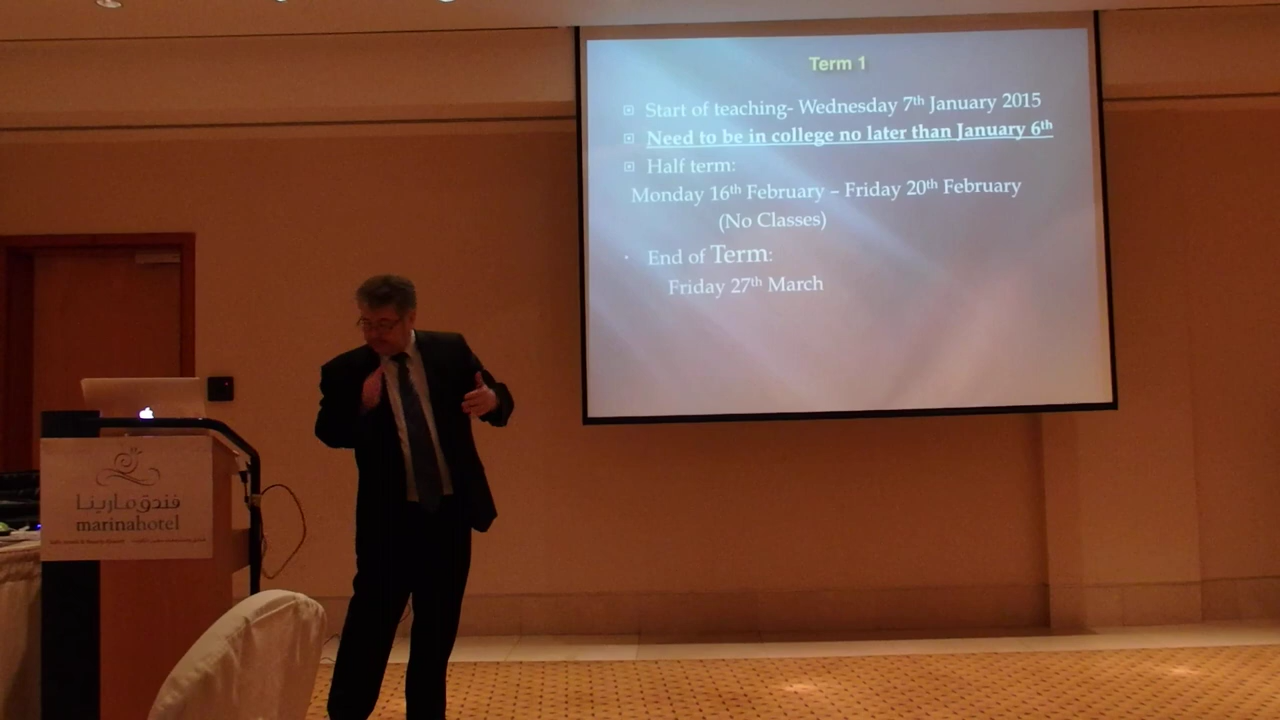 Term 1
Start of teaching- Wednesday 7th January 2015
Need to be in college no later than January 6th
Half term:
Monday 16th February – Friday 20th February
(No Classes)
End of Term:
Friday 27th March
فندق مارينا
marinahotel